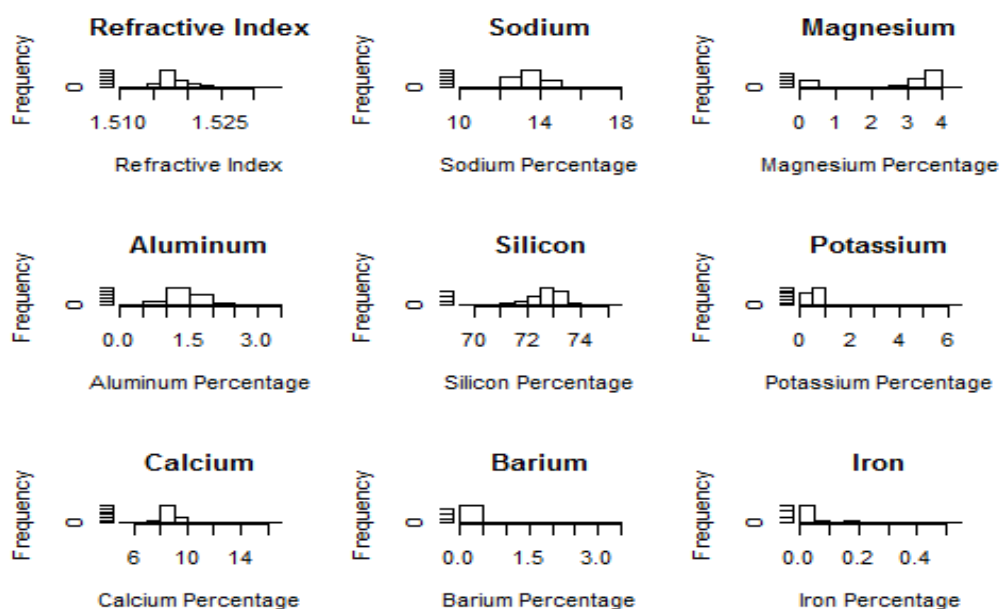 Refractive Index
Frequency
0
1.510 1.525
Refractive Index
Sodium
Frequency
0
10 14 18
Sodium Percentage
Magnesium
Frequency
0
0 1 2 3 4
Magnesium Percentage
Aluminum
Frequency
0
0.0 1.5 3.0
Aluminum Percentage
Silicon
Frequency
0
70 72 74
Silicon Percentage
Potassium
Frequency
0
0 2 4 6
Potassium Percentage
Calcium
Frequency
0
6 10 14
Calcium Percentage
Barium
Frequency
0
0.0 1.5 3.0
Barium Percentage
Iron
Frequency
0
0.0 0.2 0.4
Iron Percentage